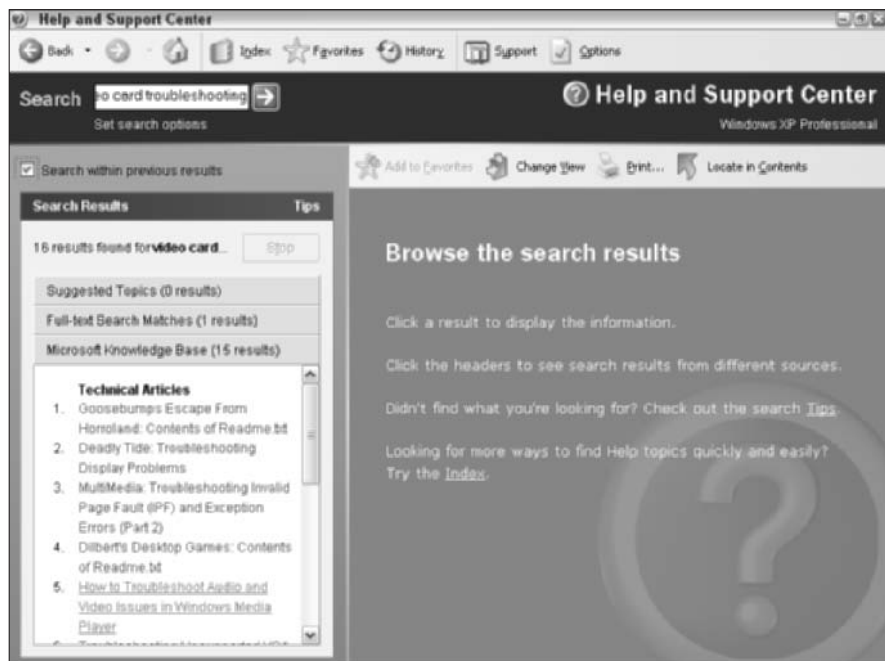 Help and Support Center
Back
Index
Favorites
History
Support
Options
Search
eo card troubleshooting
Set search options
Help and Support Center
Windows XP Professional
Search within previous results
Add to Favorites
Change View
Print...
Locate in Contents
Search Results
Tips
16 results found for video card...
Stop
Suggested Topics (0 results)
Full-text Search Matches (1 results)
Microsoft Knowledge Base (15 results)
Technical Articles
1. Goosebumps Escape From
Horroland: Contents of Readme.txt
2. Deadly Tide: Troubleshooting
Display Problems
3. MultiMedia: Troubleshooting Invalid
Page Fault (IPF) and Exception
Errors (Part 2)
4. Dilbert's Desktop Games: Contents
of Readme.txt
5. How to Troubleshoot Audio and
Video Issues in Windows Media
Player
Browse the search results
Click a result to display the information.
Click the headers to see search results from different sources.
Didn't find what you're looking for? Check out the search Tips.
Looking for more ways to find Help topics quickly and easily?
Try the Index.